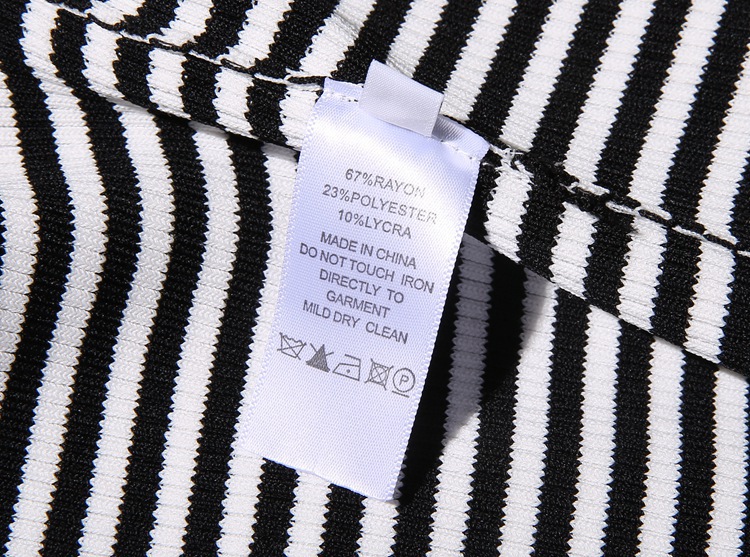 67%RAYON
23%POLYESTER
10%LYCRA
MADE IN CHINA
DO NOT TOUCH IRON
DIRECTLY TO
GARMENT
MILD DRY CLEAN
P